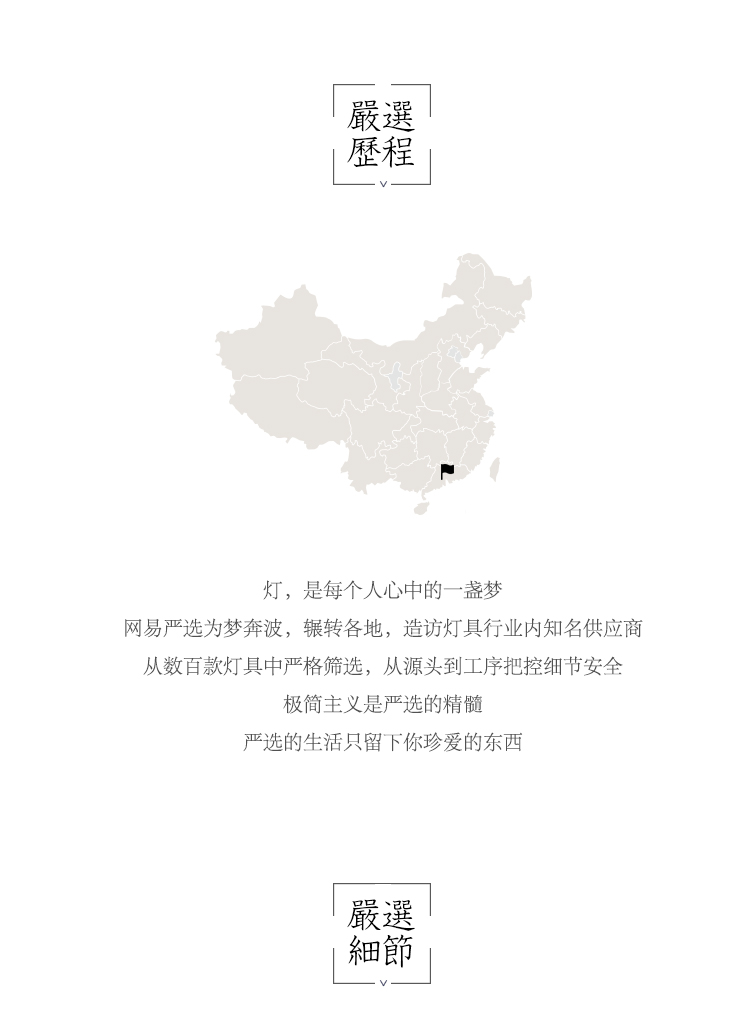 嚴選
歷程
灯，是每个人心中的一盏梦
网易严选为梦奔波，辗转各地，造访灯具行业内知名供应商
从数百款灯具中严格筛选，从源头到工序把控细节安全
极简主义是严选的精髓
严选的生活只留下你珍爱的东西
嚴選
細節